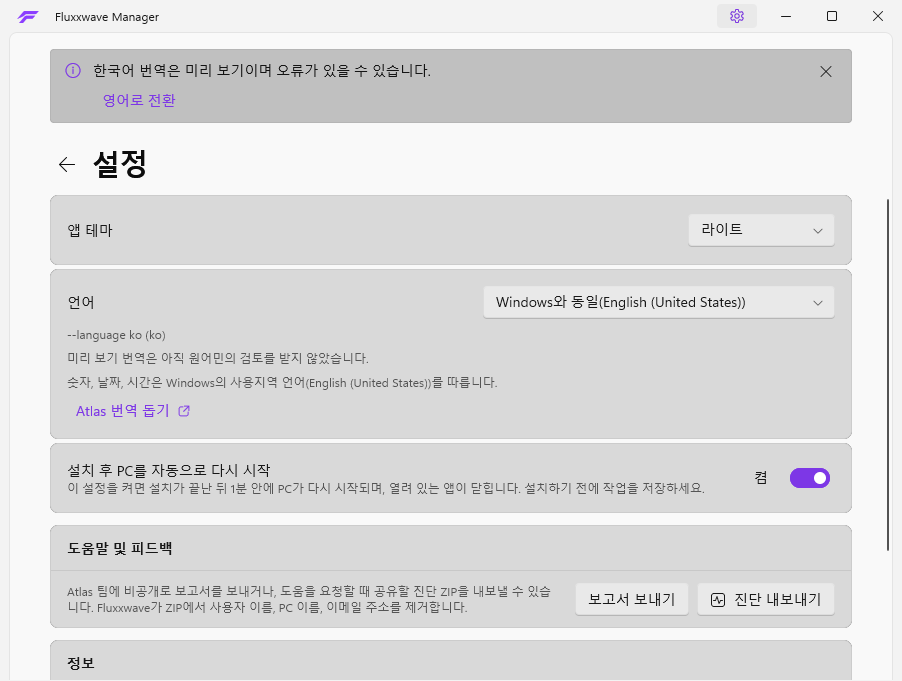 Fluxxwave Manager
한국어 번역은 미리 보기이며 오류가 있을 수 있습니다.
영어로 전환
설정
앱 테마
라이트
언어
Windows와 동일(English (United States))
--language ko (ko)
미리 보기 번역은 아직 원어민의 검토를 받지 않았습니다.
숫자, 날짜, 시간은 Windows의 사용지역 언어(English (United States))를 따릅니다.
Atlas 번역 돕기
설치 후 PC를 자동으로 다시 시작
이 설정을 켜면 설치가 끝난 뒤 1분 안에 PC가 다시 시작되며, 열려 있는 앱이 닫힙니다. 설치하기 전에 작업을 저장하세요.
켬
도움말 및 피드백
Atlas 팀에 비공개로 보고서를 보내거나, 도움을 요청할 때 공유할 진단 ZIP을 내보낼 수 있습
니다. Fluxxwave가 ZIP에서 사용자 이름, PC 이름, 이메일 주소를 제거합니다.
보고서 보내기
진단 내보내기
정보